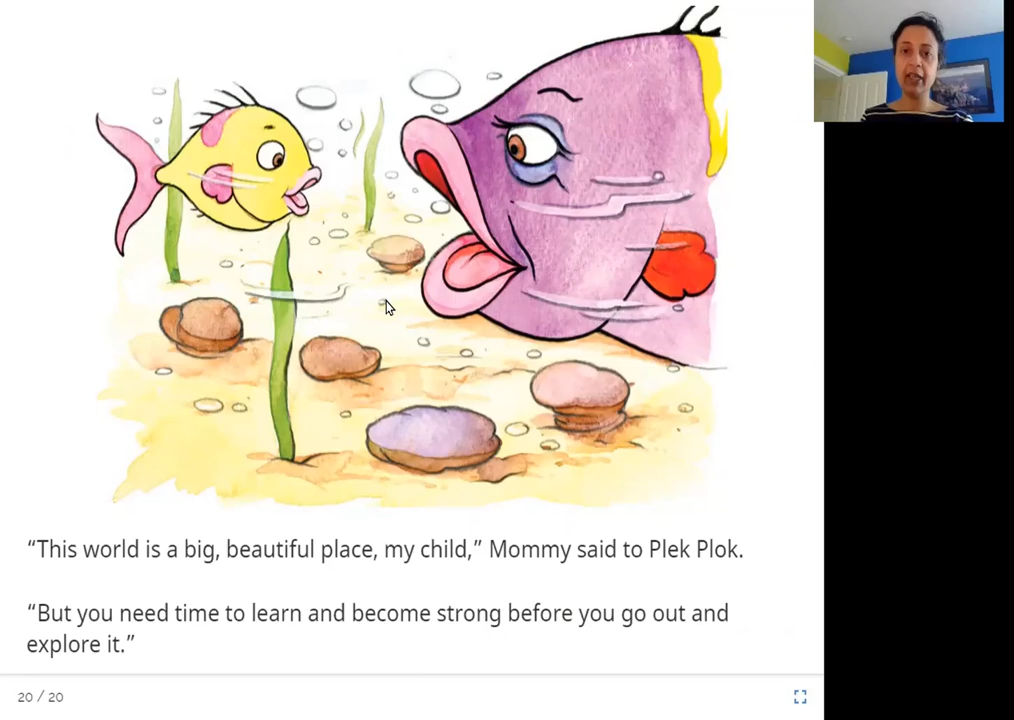 “This world is a big, beautiful place, my child,” Mommy said to Plek Plok.
“But you need time to learn and become strong before you go out and
explore it.”
20 / 20